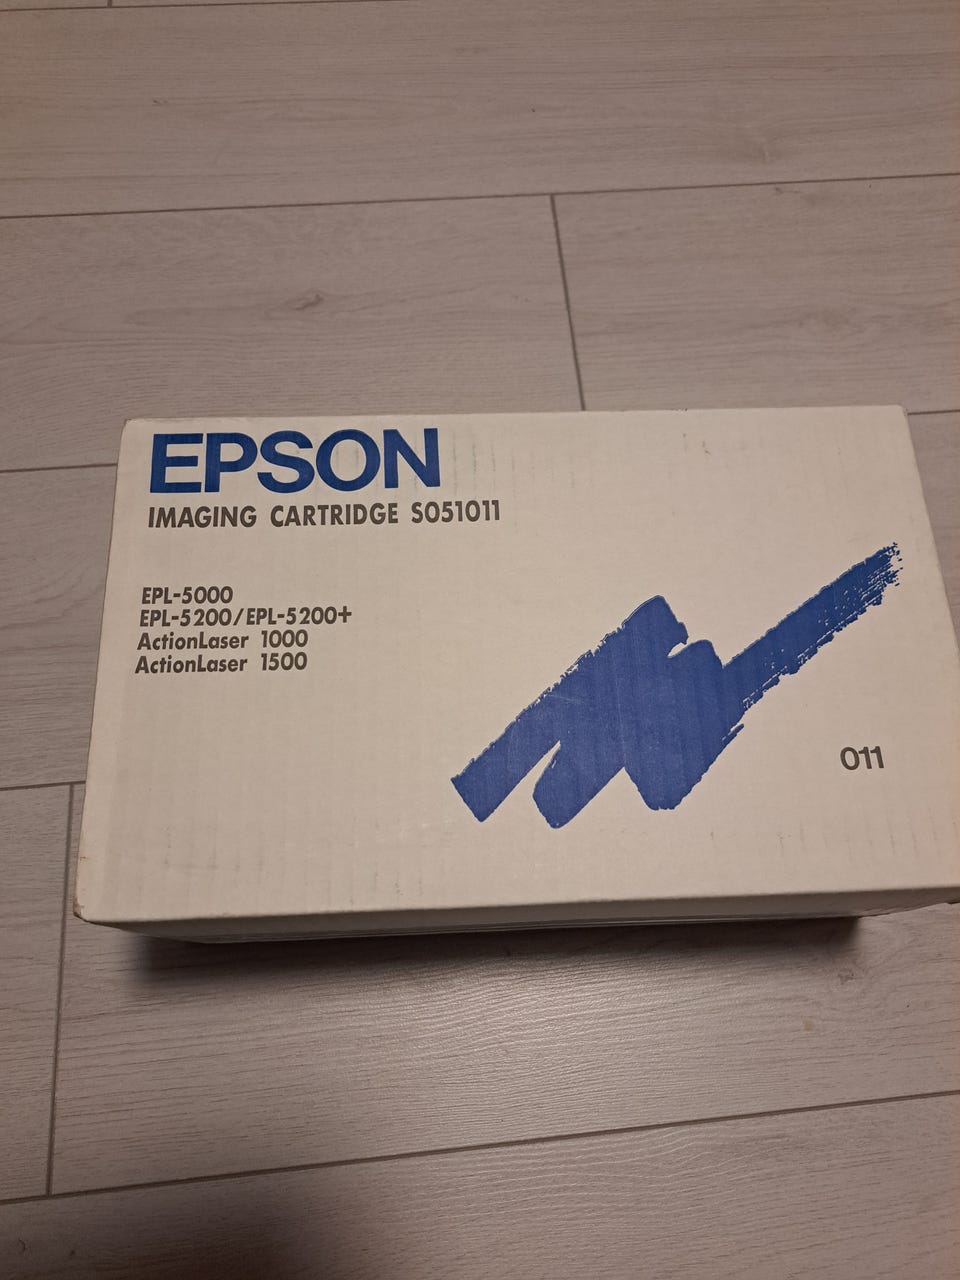 EPSON
IMAGING CARTRIDGE S051011
EPL-5000
EPL-5200/EPL-5200+
ActionLaser 1000
ActionLaser 1500
011